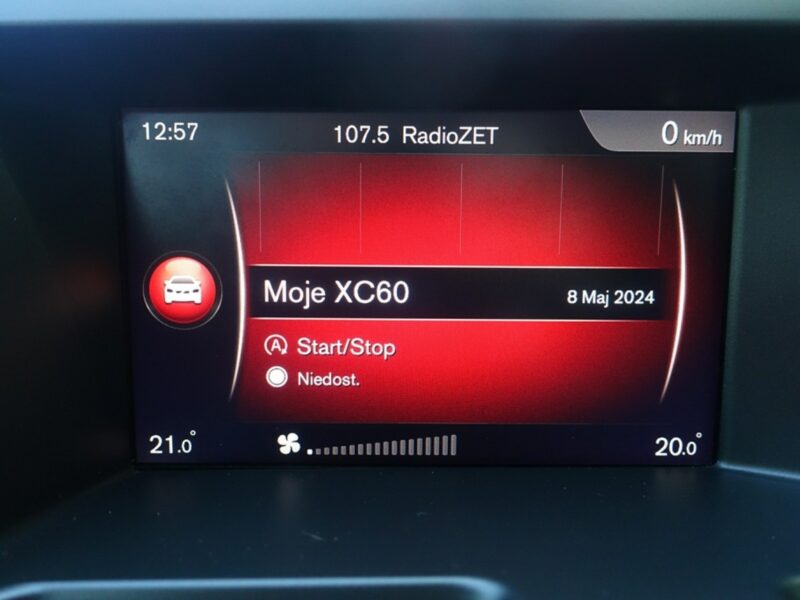 12:57 107.5 RadioZET 0 km/h
Moje XC60 8 Maj 2024
A Start/Stop
Niedost.
21.0° 20.0°